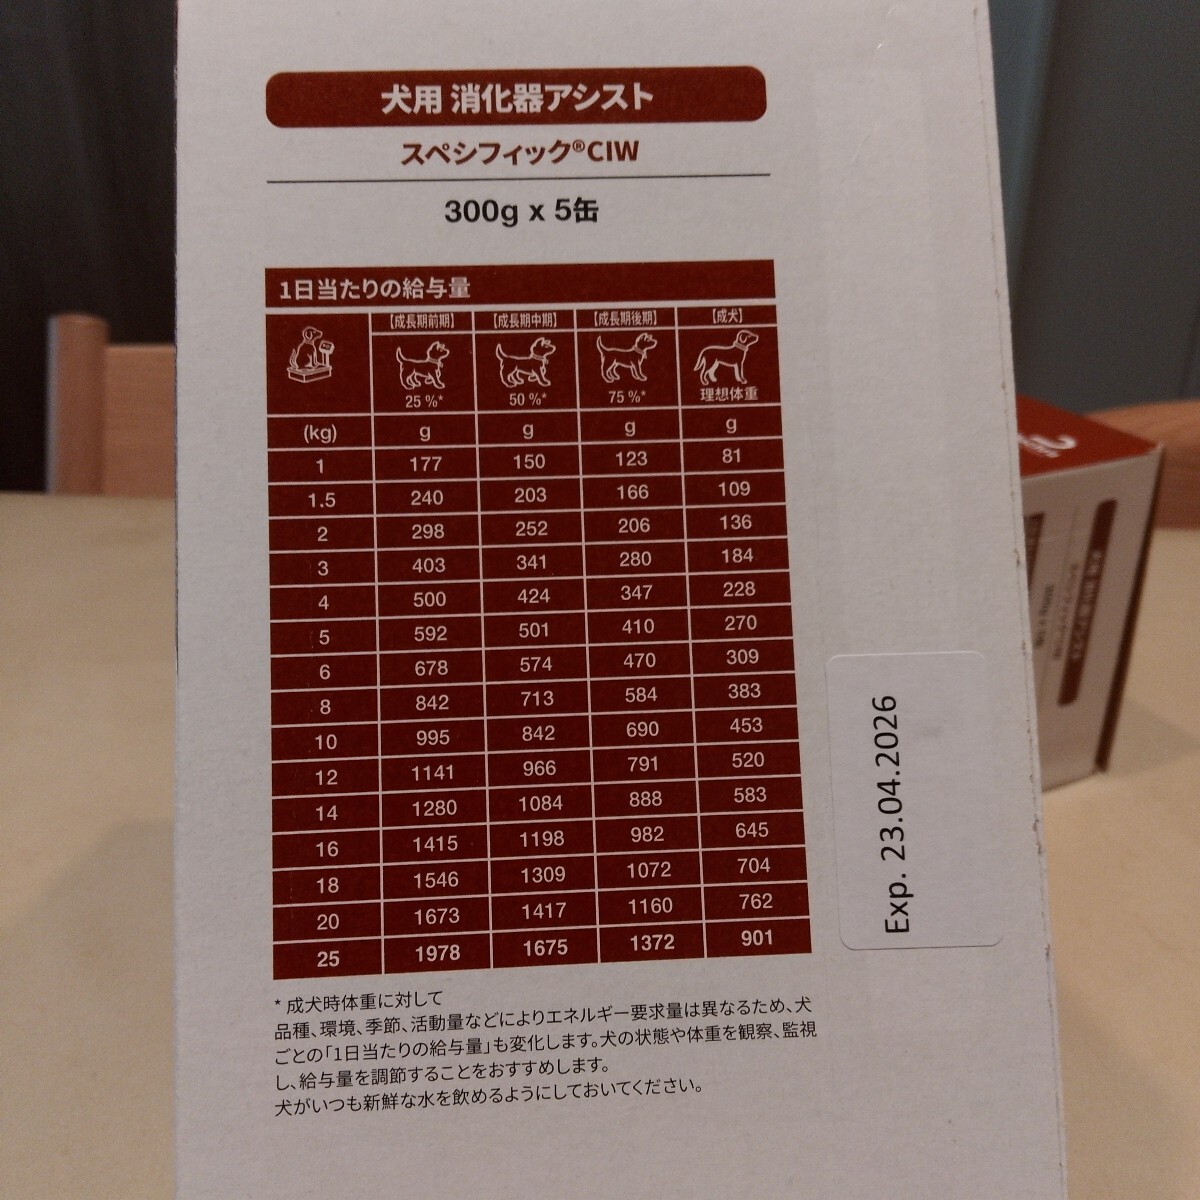 犬用 消化器アシスト
スペシフィック®CIW
300g x 5缶
1日当たりの給与量
【成長期前期】 【成長期中期】 【成長期後期】 【成犬】
25 %* 50 %* 75 %* 理想体重
(kg) g g g g
1 177 150 123 81
1.5 240 203 166 109
2 298 252 206 136
3 403 341 280 184
4 500 424 347 228
5 592 501 410 270
6 678 574 470 309
8 842 713 584 383
10 995 842 690 453
12 1141 966 791 520
14 1280 1084 888 583
16 1415 1198 982 645
18 1546 1309 1072 704
20 1673 1417 1160 762
25 1978 1675 1372 901
* 成犬時体重に対して
品種、環境、季節、活動量などによりエネルギー要求量は異なるため、犬
ごとの「1日当たりの給与量」も変化します。犬の状態や体重を観察、監視
し、給与量を調節することをおすすめします。
犬がいつも新鮮な水を飲めるようにしておいてください。
Exp. 23.04.2026